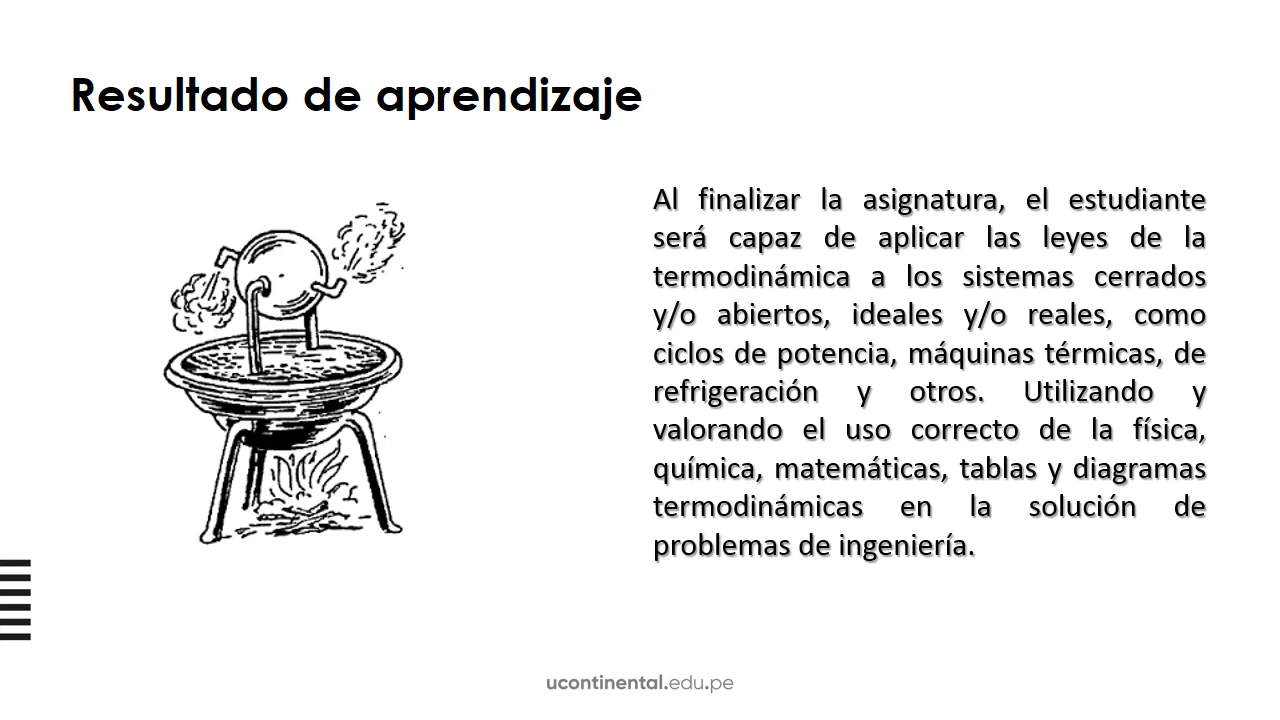 Resultado de aprendizaje
Al finalizar la asignatura, el estudiante
será capaz de aplicar las leyes de la
termodinámica a los sistemas cerrados
y/o abiertos, ideales y/o reales, como
ciclos de potencia, máquinas térmicas, de
refrigeración y otros. Utilizando y
valorando el uso correcto de la física,
química, matemáticas, tablas y diagramas
termodinámicas en la solución de
problemas de ingeniería.
ucontinental.edu.pe